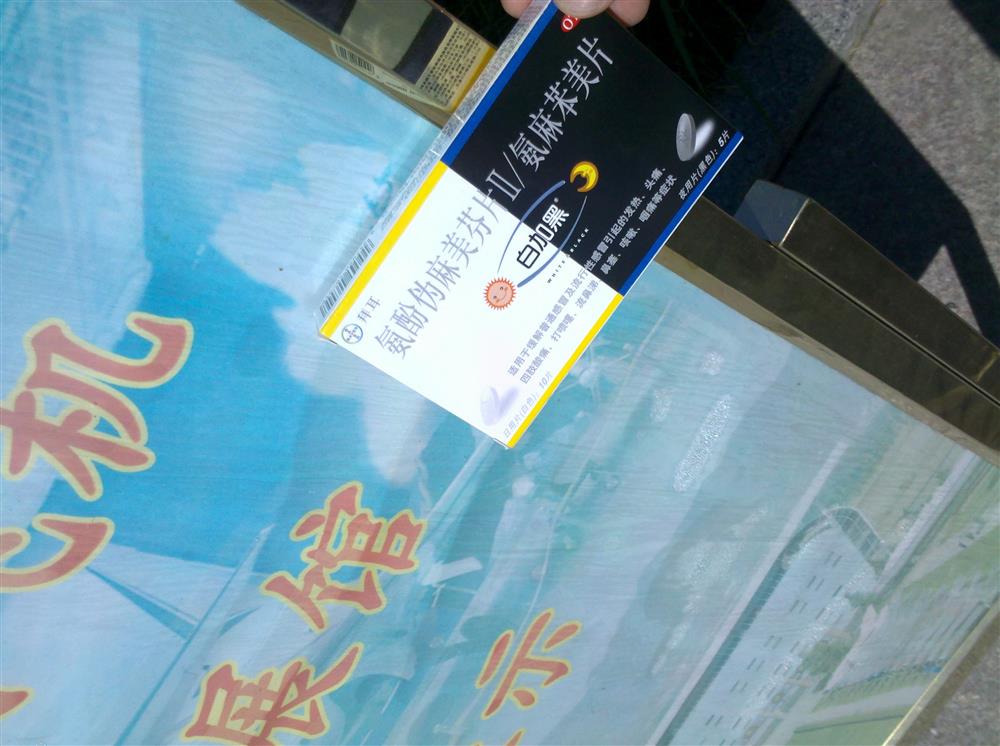 拜耳
氨酚伪麻美芬片II/氨麻苯美片
白加黑®
WHITE BLACK
适用于缓解普通感冒及流行性感冒引起的发热、头痛、
四肢酸痛、打喷嚏、流鼻涕、鼻塞、咳嗽、咽痛等症状
日用片(白色):10片
夜用片(黑色):5片
机
展馆
示